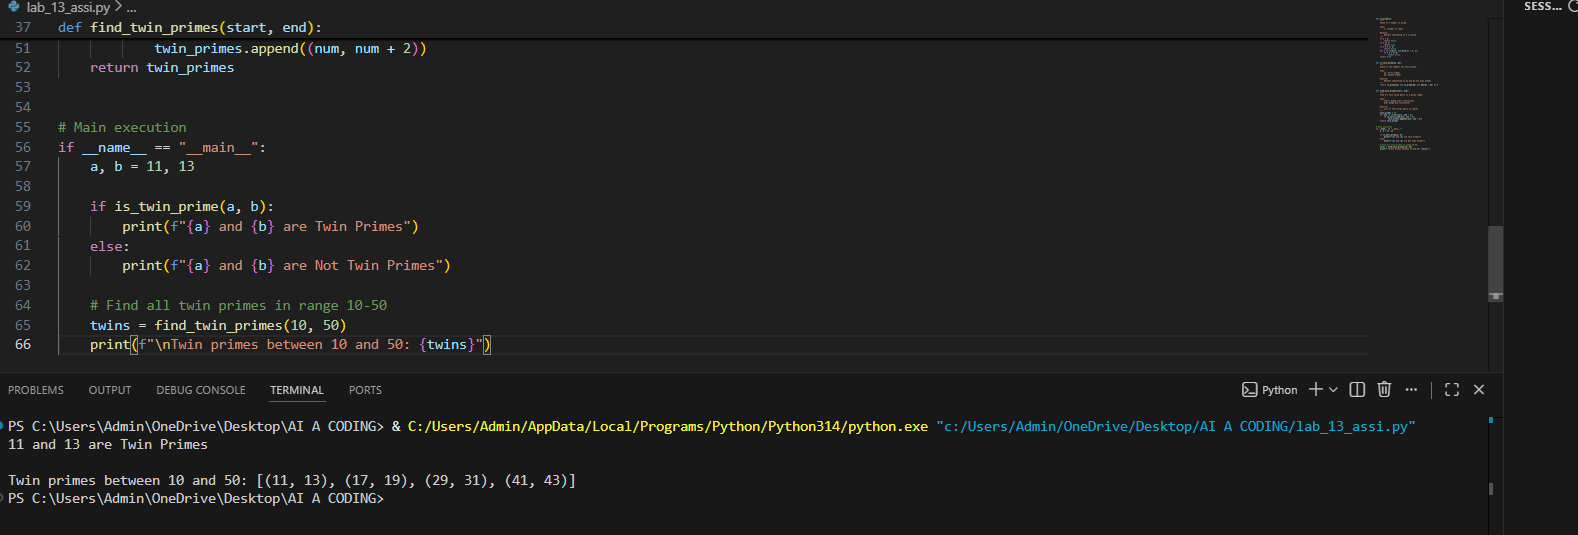 lab_13_assi.py > ...
SESS...
37 def find_twin_primes(start, end):
51 twin_primes.append((num, num + 2))
52 return twin_primes
53
54
55 # Main execution
56 if __name__ == "__main__":
57 a, b = 11, 13
58
59 if is_twin_prime(a, b):
60 print(f"{a} and {b} are Twin Primes")
61 else:
62 print(f"{a} and {b} are Not Twin Primes")
63
64 # Find all twin primes in range 10-50
65 twins = find_twin_primes(10, 50)
66 print(f"\nTwin primes between 10 and 50: {twins}")
PROBLEMS OUTPUT DEBUG CONSOLE TERMINAL PORTS Python
PS C:\Users\Admin\OneDrive\Desktop\AI A CODING> & C:/Users/Admin/AppData/Local/Programs/Python/Python314/python.exe "c:/Users/Admin/OneDrive/Desktop/AI A CODING/lab_13_assi.py"
11 and 13 are Twin Primes
Twin primes between 10 and 50: [(11, 13), (17, 19), (29, 31), (41, 43)]
PS C:\Users\Admin\OneDrive\Desktop\AI A CODING>